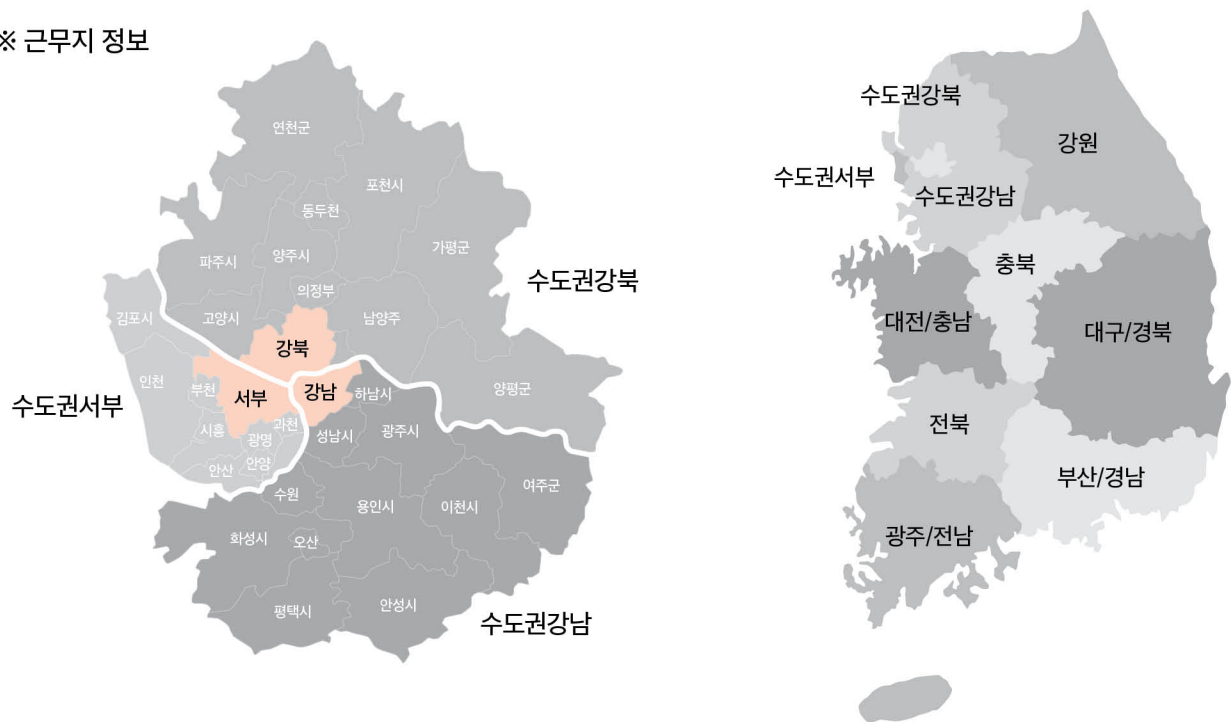 ※ 근무지 정보
연천군
포천시
동두천
가평군
파주시
양주시
의정부
수도권강북
고양시
남양주
김포시
강북
인천
부천
서부
강남
하남시
양평군
수도권서부
시흥
광명
과천
성남시
광주시
안산
안양
수원
용인시
이천시
여주군
화성시
오산
평택시
안성시
수도권강남
수도권강북
강원
수도권서부
수도권강남
충북
대전/충남
대구/경북
전북
부산/경남
광주/전남